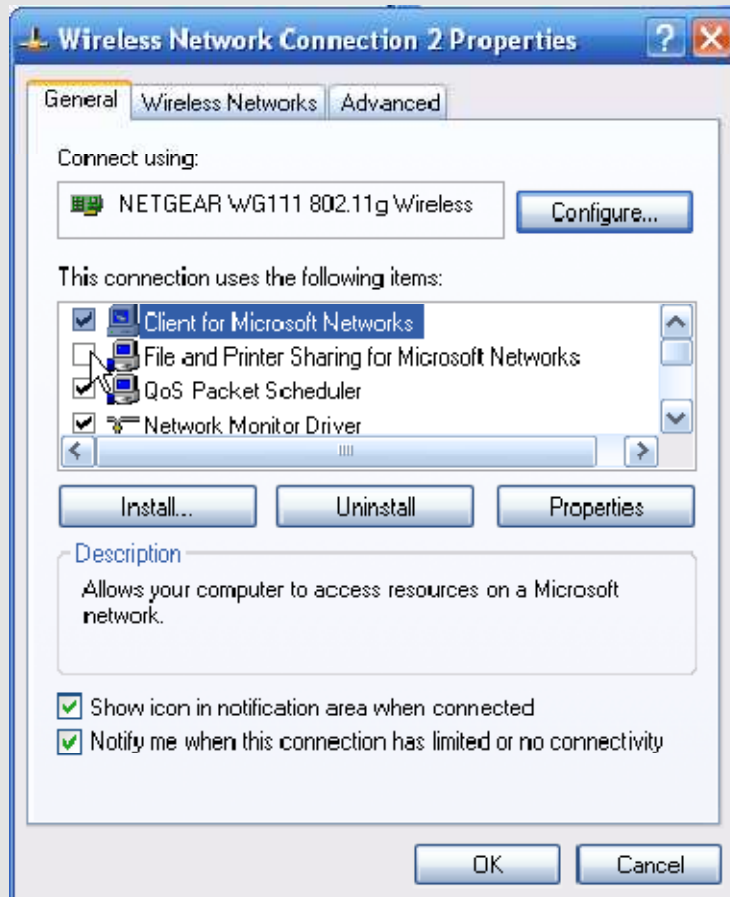 Wireless Network Connection 2 Properties
General Wireless Networks Advanced
Connect using:
NETGEAR WG111 802.11g Wireless Configure...
This connection uses the following items:
Client for Microsoft Networks
File and Printer Sharing for Microsoft Networks
QoS Packet Scheduler
Network Monitor Driver
Install... Uninstall Properties
Description
Allows your computer to access resources on a Microsoft
network.
Show icon in notification area when connected
Notify me when this connection has limited or no connectivity
OK Cancel